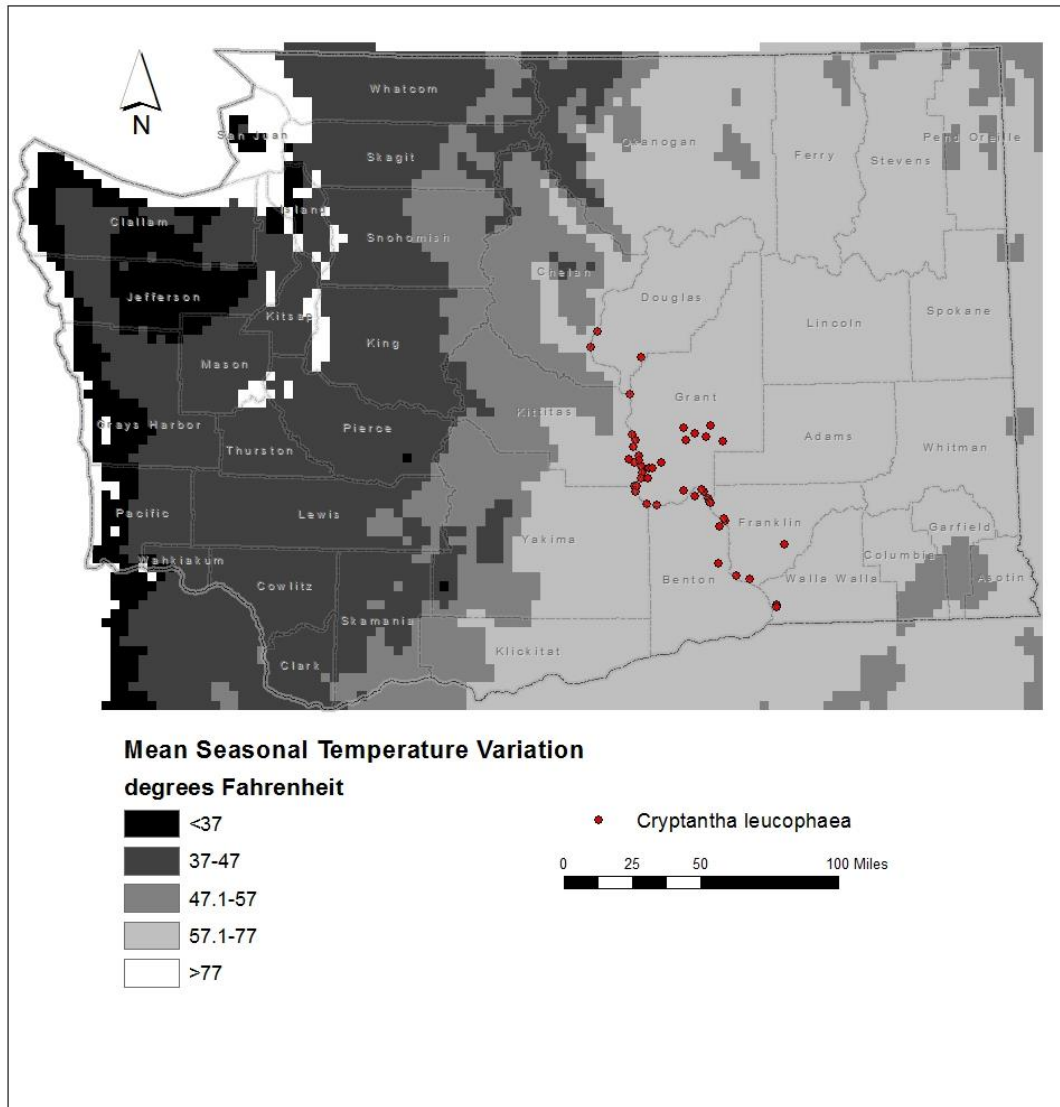 N
Whatcom
San Juan
Okanogan
Pend Oreille
Ferry
Stevens
Skagit
Island
Clallam
Snohomish
Chelan
Jefferson
Douglas
Kitsap
Lincoln
Spokane
King
Mason
Grant
Kittitas
Grays Harbor
Pierce
Adams
Whitman
Thurston
Pacific
Lewis
Franklin
Garfield
Yakima
Wahkiakum
Columbia
Benton
Walla Walla
Asotin
Cowlitz
Skamania
Klickitat
Clark
Mean Seasonal Temperature Variation
degrees Fahrenheit
<37
37-47
47.1-57
57.1-77
>77
Cryptantha leucophaea
0 25 50 100 Miles